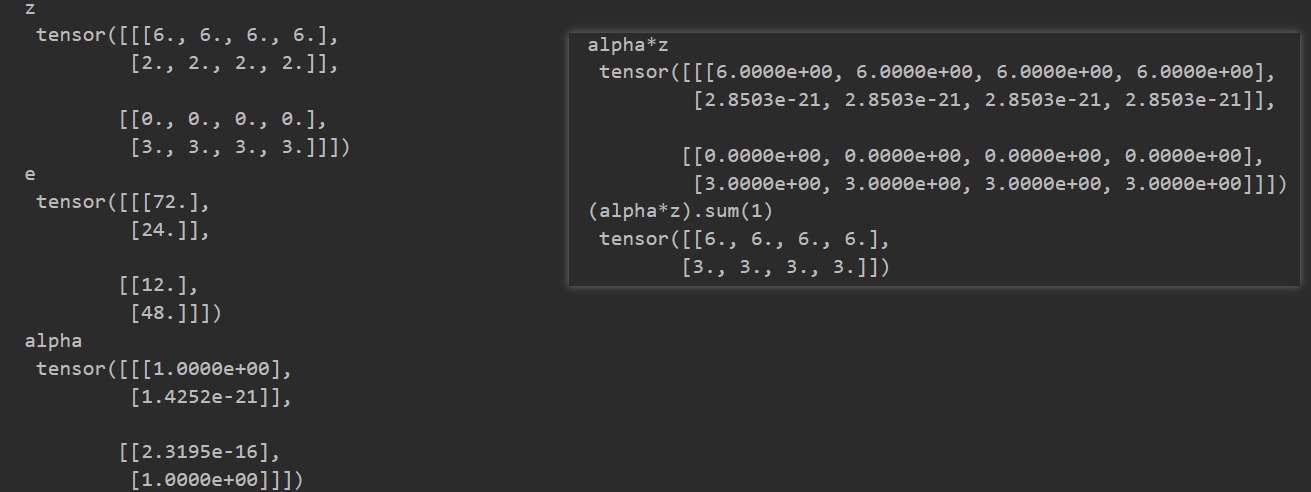 z
tensor([[[6., 6., 6., 6.],
[2., 2., 2., 2.]],
[[0., 0., 0., 0.],
[3., 3., 3., 3.]]])
e
tensor([[[72.],
[24.]],
[[12.],
[48.]]])
alpha
tensor([[[1.0000e+00],
[1.4252e-21]],
[[2.3195e-16],
[1.0000e+00]]])
alpha*z
tensor([[[6.0000e+00, 6.0000e+00, 6.0000e+00, 6.0000e+00],
[2.8503e-21, 2.8503e-21, 2.8503e-21, 2.8503e-21]],
[[0.0000e+00, 0.0000e+00, 0.0000e+00, 0.0000e+00],
[3.0000e+00, 3.0000e+00, 3.0000e+00, 3.0000e+00]]])
(alpha*z).sum(1)
tensor([[6., 6., 6., 6.],
[3., 3., 3., 3.]])